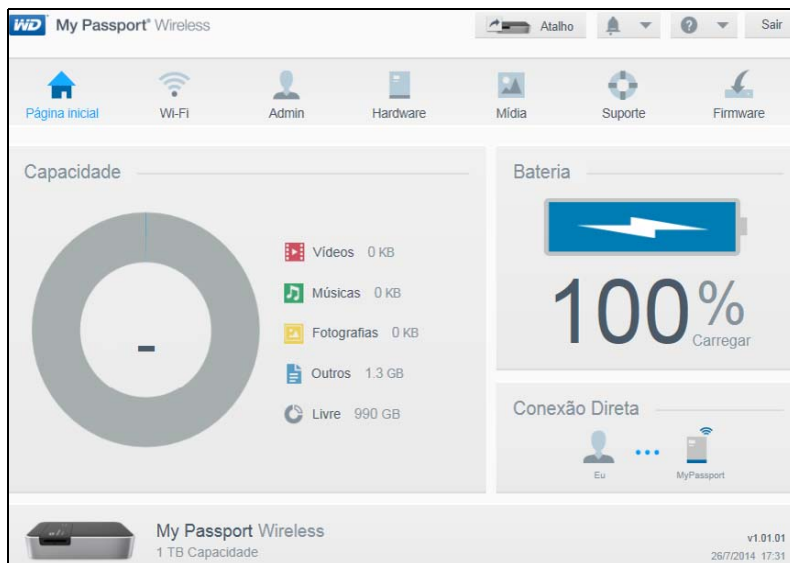 WD My Passport® Wireless
Atalho
Sair
Página inicial
Wi-Fi
Admin
Hardware
Mídia
Suporte
Firmware
Capacidade
-
Vídeos 0 KB
Músicas 0 KB
Fotografias 0 KB
Outros 1.3 GB
Livre 990 GB
Bateria
100%
Carregar
Conexão Direta
Eu
MyPassport
My Passport Wireless
1 TB Capacidade
v1.01.01
26/7/2014 17:31